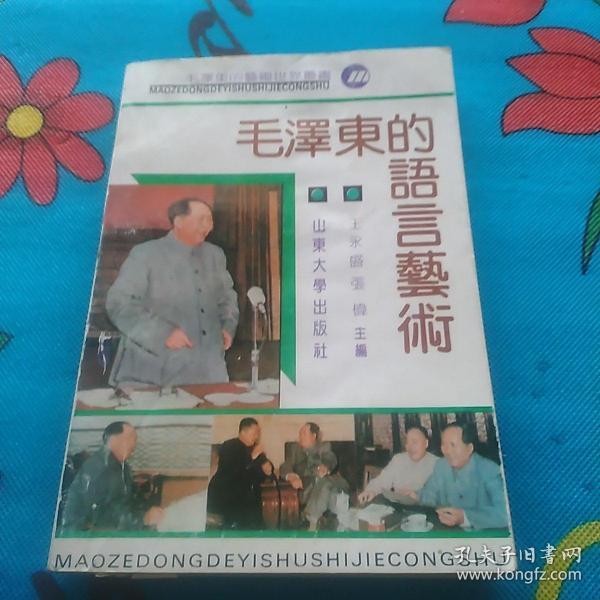 毛澤東的藝術世界叢書
MAOZEDONGDEYISHUSHIJIECONGSHU
毛澤東的
語言藝術
王永盛 張偉 主編
山東大學出版社
MAOZEDONGDEYISHUSHIJIECONGSHU
孔夫子旧書网
www.kongfz.com